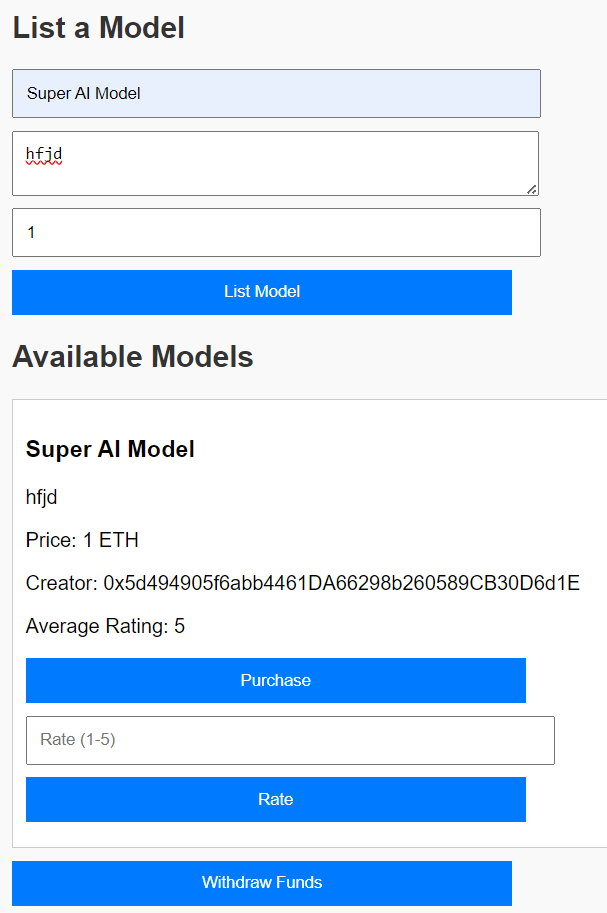 List a Model
Super AI Model
hfjd
1
List Model
Available Models
Super AI Model
hfjd
Price: 1 ETH
Creator: 0x5d494905f6abb4461DA66298b260589CB30D6d1E
Average Rating: 5
Purchase
Rate (1-5)
Rate
Withdraw Funds